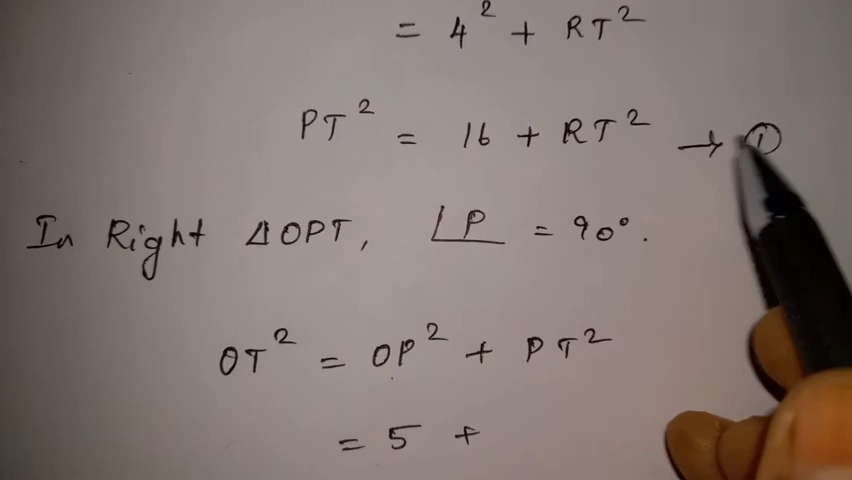 = 4² + RT²
PT² = 16 + RT² → ①
In Right ΔOPT, ∠P = 90°.
OT² = OP² + PT²
= 5 +